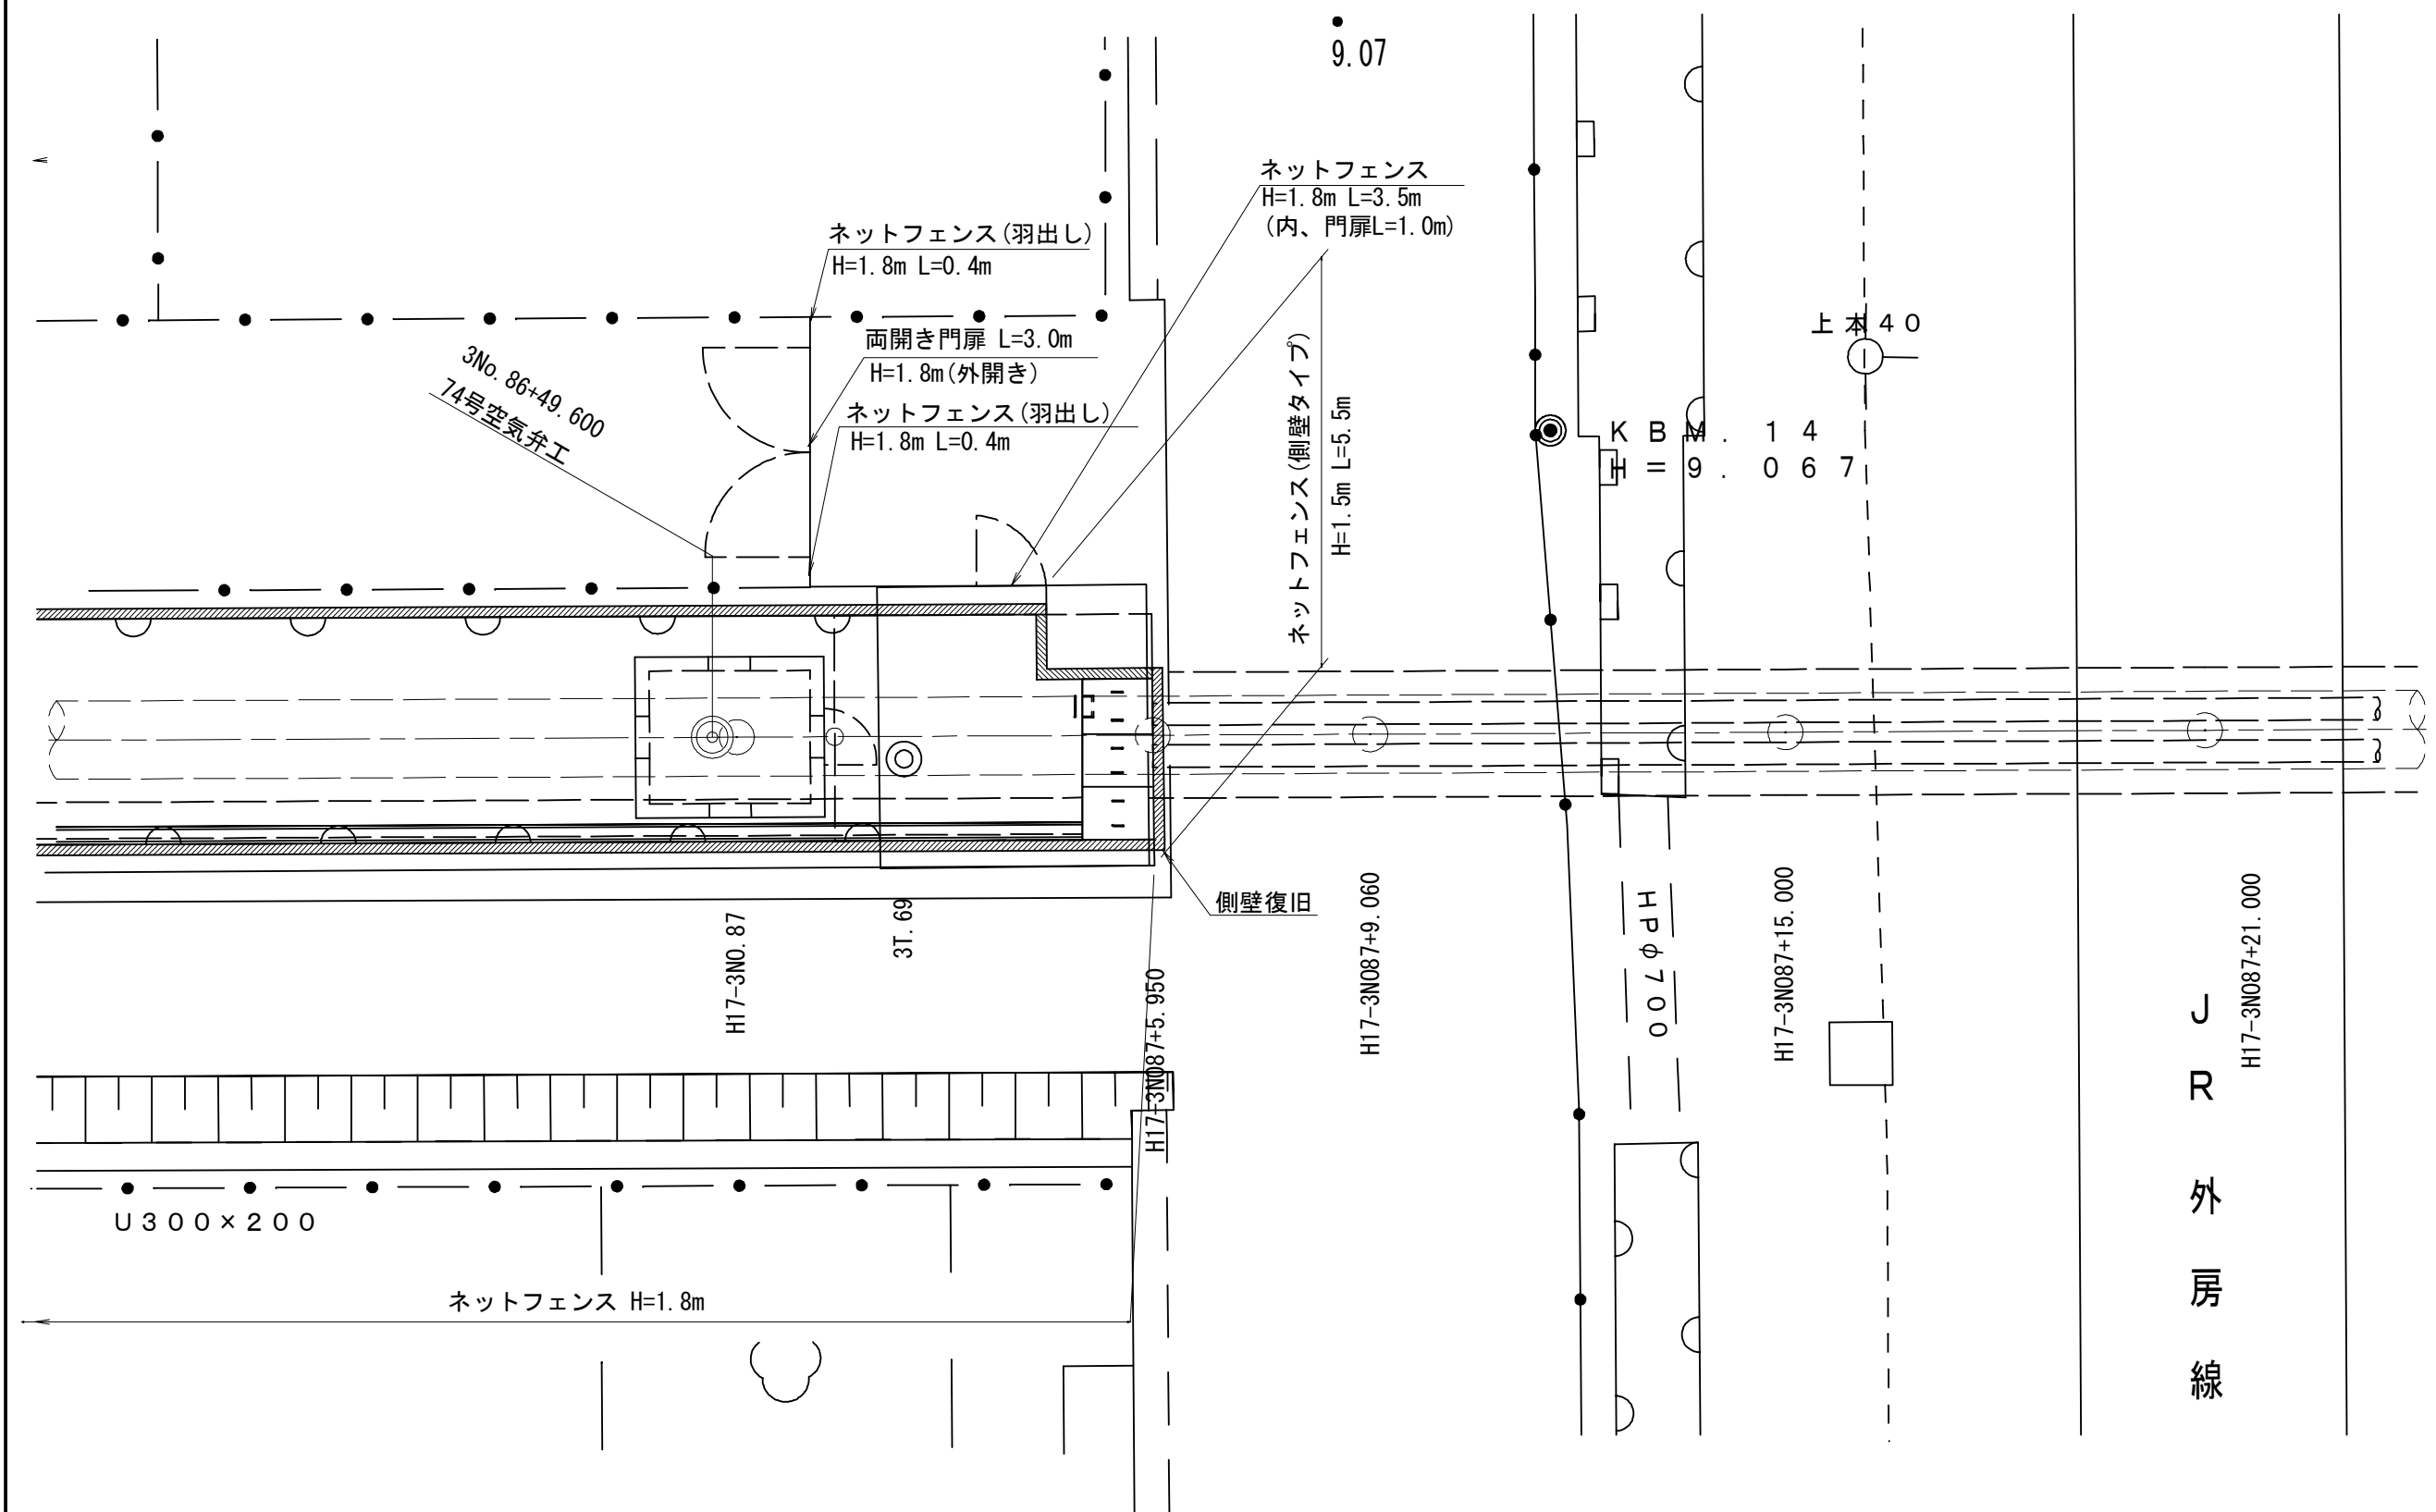 9.07
ネットフェンス
H=1.8m L=3.5m
(内、門扉L=1.0m)
ネットフェンス(羽出し)
H=1.8m L=0.4m
両開き門扉 L=3.0m
H=1.8m(外開き)
ネットフェンス(羽出し)
H=1.8m L=0.4m
3No.86+49.600
74号空気弁工
ネットフェンス(側壁タイプ)
H=1.5m L=5.5m
上本40
KBM.14
H=9.067
側壁復旧
H17-3NO.87
3T.69
H17-3NO87+5.950
H17-3NO87+9.060
HPφ700
H17-3NO87+15.000
H17-3NO87+21.000
JR外房線
U300×200
ネットフェンス H=1.8m